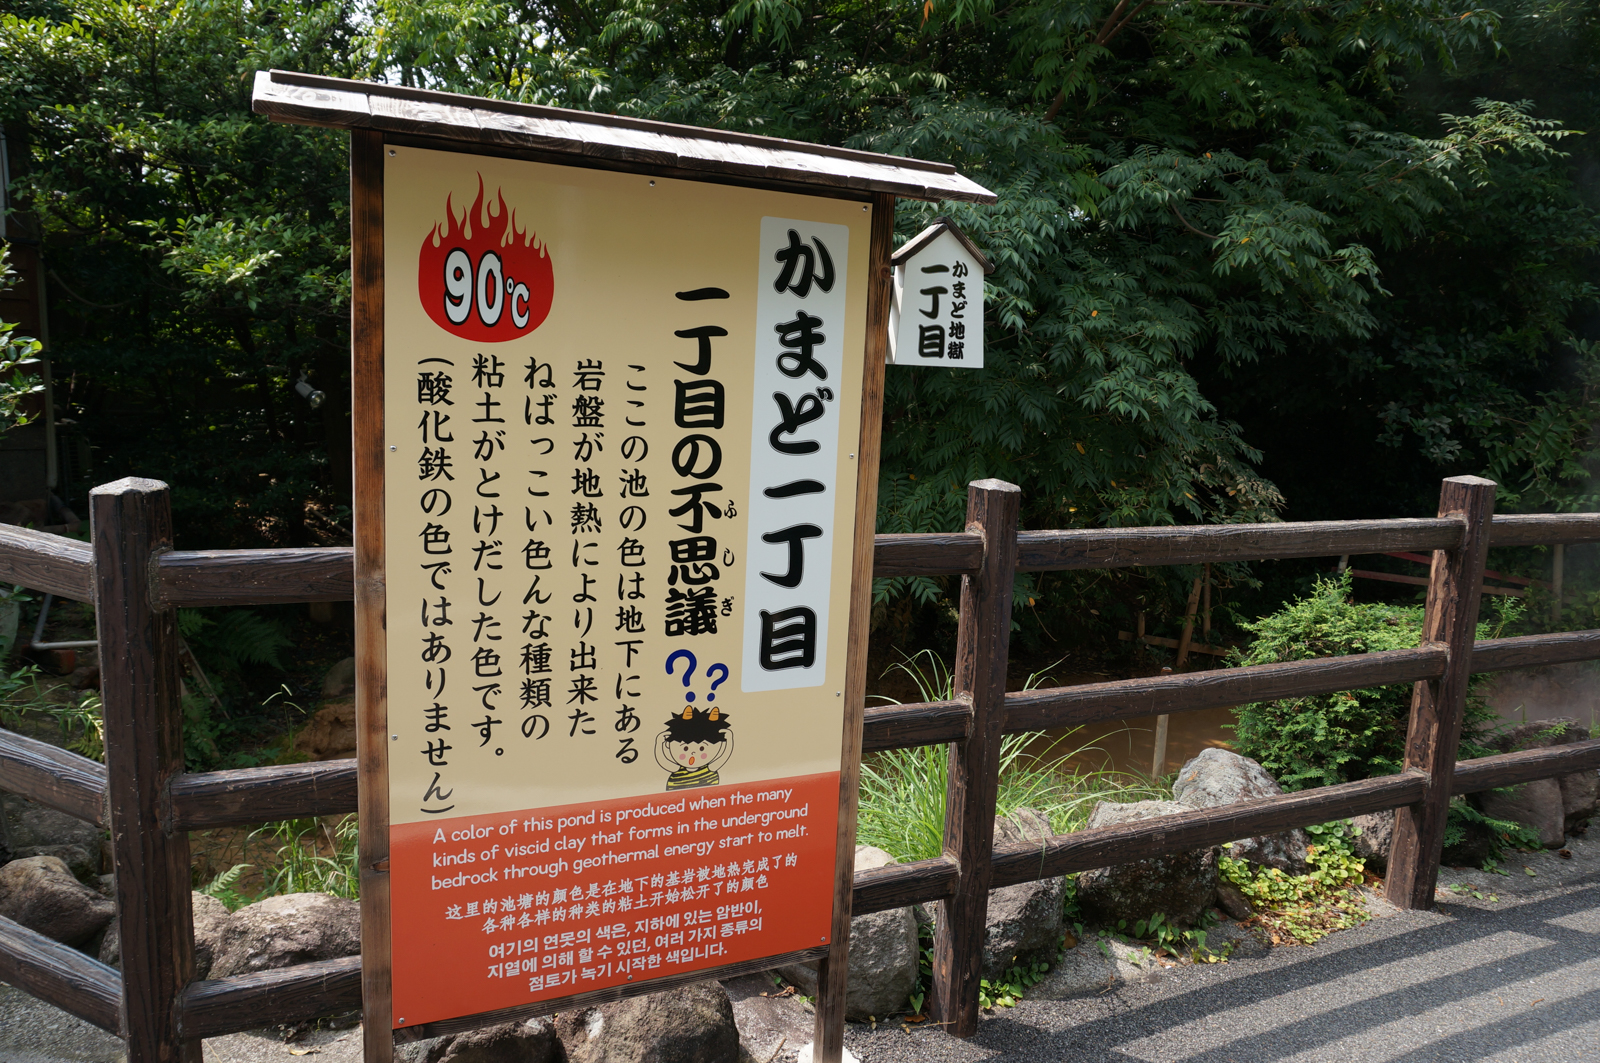 かまど一丁目
一丁目の不思議
ふしぎ
??
ここの池の色は地下にある
岩盤が地熱により出来た
ねばっこい色んな種類の
粘土がとけだした色です。
(酸化鉄の色ではありません)
90℃
A color of this pond is produced when the many
kinds of viscid clay that forms in the underground
bedrock through geothermal energy start to melt.
这里的池塘的颜色是在地下的基岩被地热完成了的
各种各样的种类的粘土开始松开了的颜色
여기의 연못의 색은, 지하에 있는 암반이,
지열에 의해 할 수 있던, 여러 가지 종류의
점토가 녹기 시작한 색입니다.
かまど地獄
一丁目